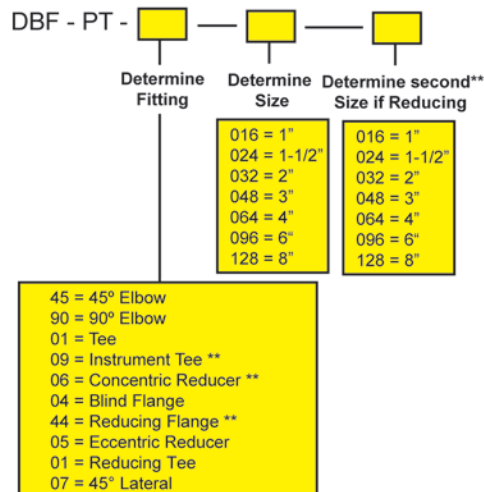 DBF - PT -
Determine
Fitting
Determine
Size
Determine second**
Size if Reducing
016 = 1”
024 = 1-1/2”
032 = 2”
048 = 3”
064 = 4”
096 = 6“
128 = 8”
016 = 1”
024 = 1-1/2”
032 = 2”
048 = 3”
064 = 4”
096 = 6“
128 = 8”
45 = 45º Elbow
90 = 90º Elbow
01 = Tee
09 = Instrument Tee **
06 = Concentric Reducer **
04 = Blind Flange
44 = Reducing Flange **
05 = Eccentric Reducer
01 = Reducing Tee
07 = 45° Lateral